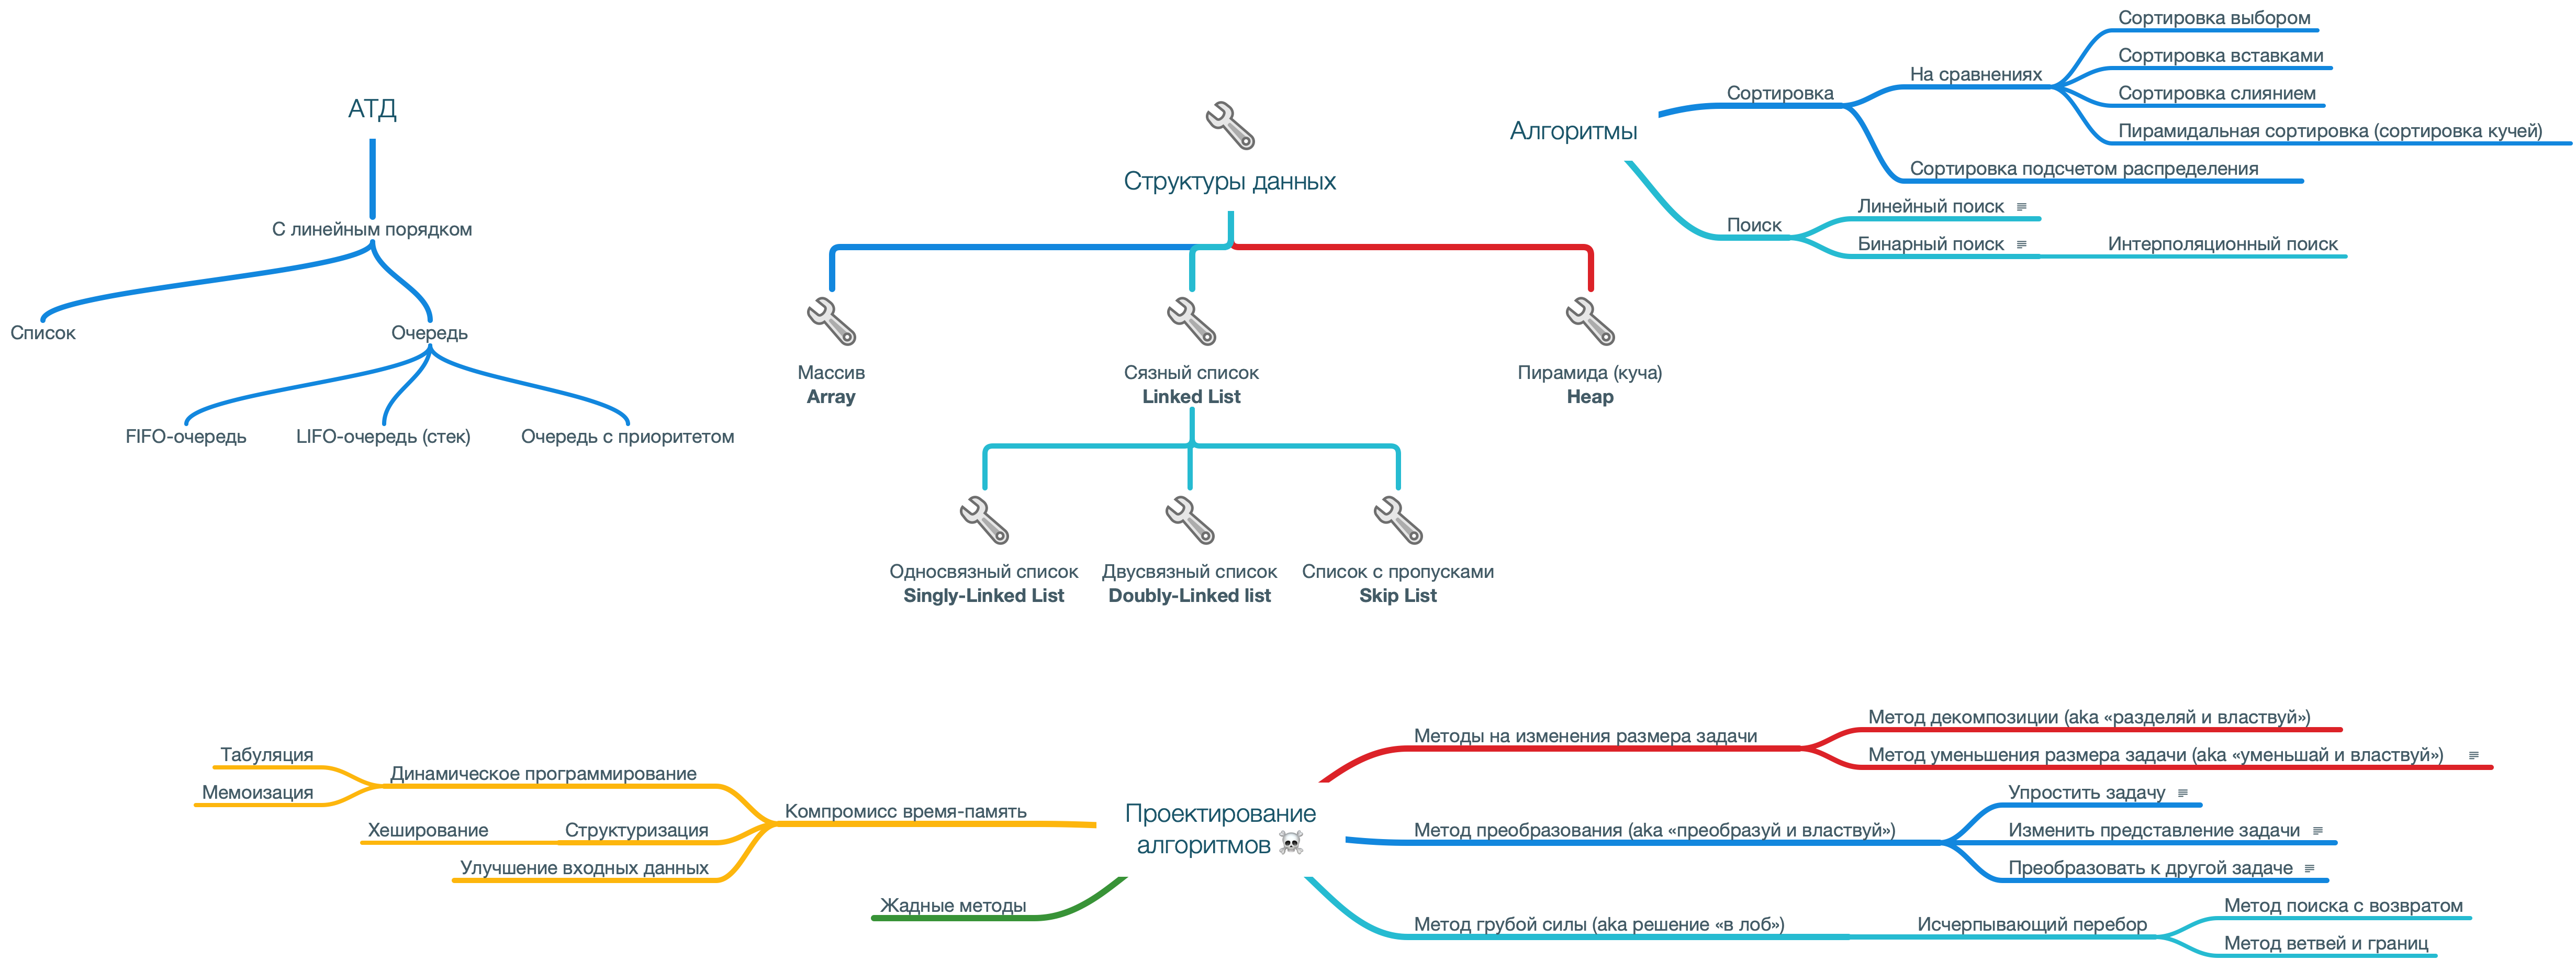 АТД
С линейным порядком
Список
Очередь
FIFO-очередь
LIFO-очередь (стек)
Очередь с приоритетом
Структуры данных
Массив
Array
Сязный список
Linked List
Пирамида (куча)
Heap
Односвязный список
Singly-Linked List
Двусвязный список
Doubly-Linked list
Список с пропусками
Skip List
Алгоритмы
Сортировка
На сравнениях
Сортировка выбором
Сортировка вставками
Сортировка слиянием
Пирамидальная сортировка (сортировка кучей)
Сортировка подсчетом распределения
Поиск
Линейный поиск
Бинарный поиск
Интерполяционный поиск
Проектирование
алгоритмов ☠
Компромисс время-память
Динамическое программирование
Табуляция
Мемоизация
Структуризация
Хеширование
Улучшение входных данных
Жадные методы
Методы на изменения размера задачи
Метод декомпозиции (aka «разделяй и властвуй»)
Метод уменьшения размера задачи (aka «уменьшай и властвуй»)
Метод преобразования (aka «преобразуй и властвуй»)
Упростить задачу
Изменить представление задачи
Преобразовать к другой задаче
Метод грубой силы (aka решение «в лоб»)
Исчерпывающий перебор
Метод поиска с возвратом
Метод ветвей и границ